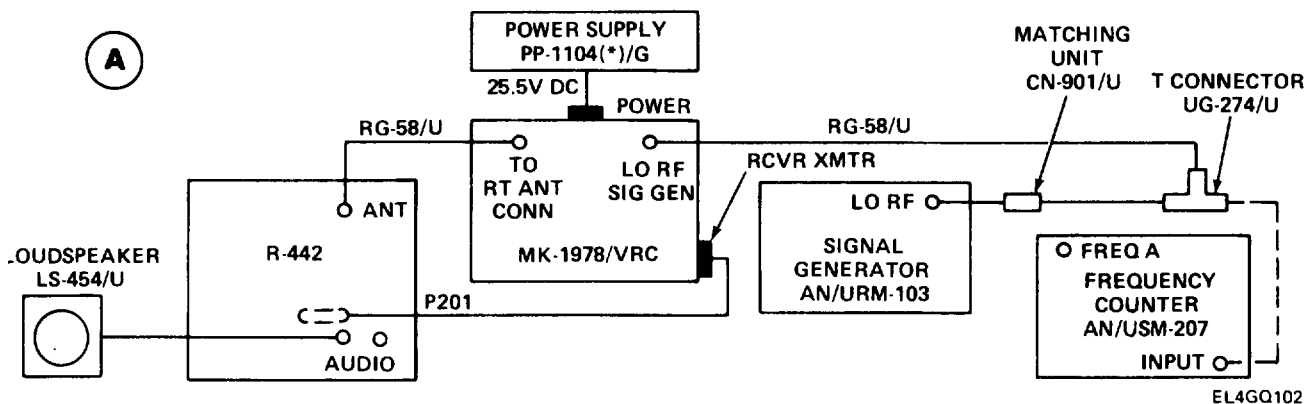 A
POWER SUPPLY
PP-1104(*)/G
25.5V DC
POWER
MATCHING
UNIT
CN-901/U
T CONNECTOR
UG-274/U
RG-58/U
RG-58/U
TO
RT ANT
CONN
LO RF
SIG GEN
RCVR XMTR
MK-1978/VRC
ANT
R-442
P201
AUDIO
OUDSPEAKER
LS-454/U
LO RF
SIGNAL
GENERATOR
AN/URM-103
FREQ A
FREQUENCY
COUNTER
AN/USM-207
INPUT
EL4GQ102